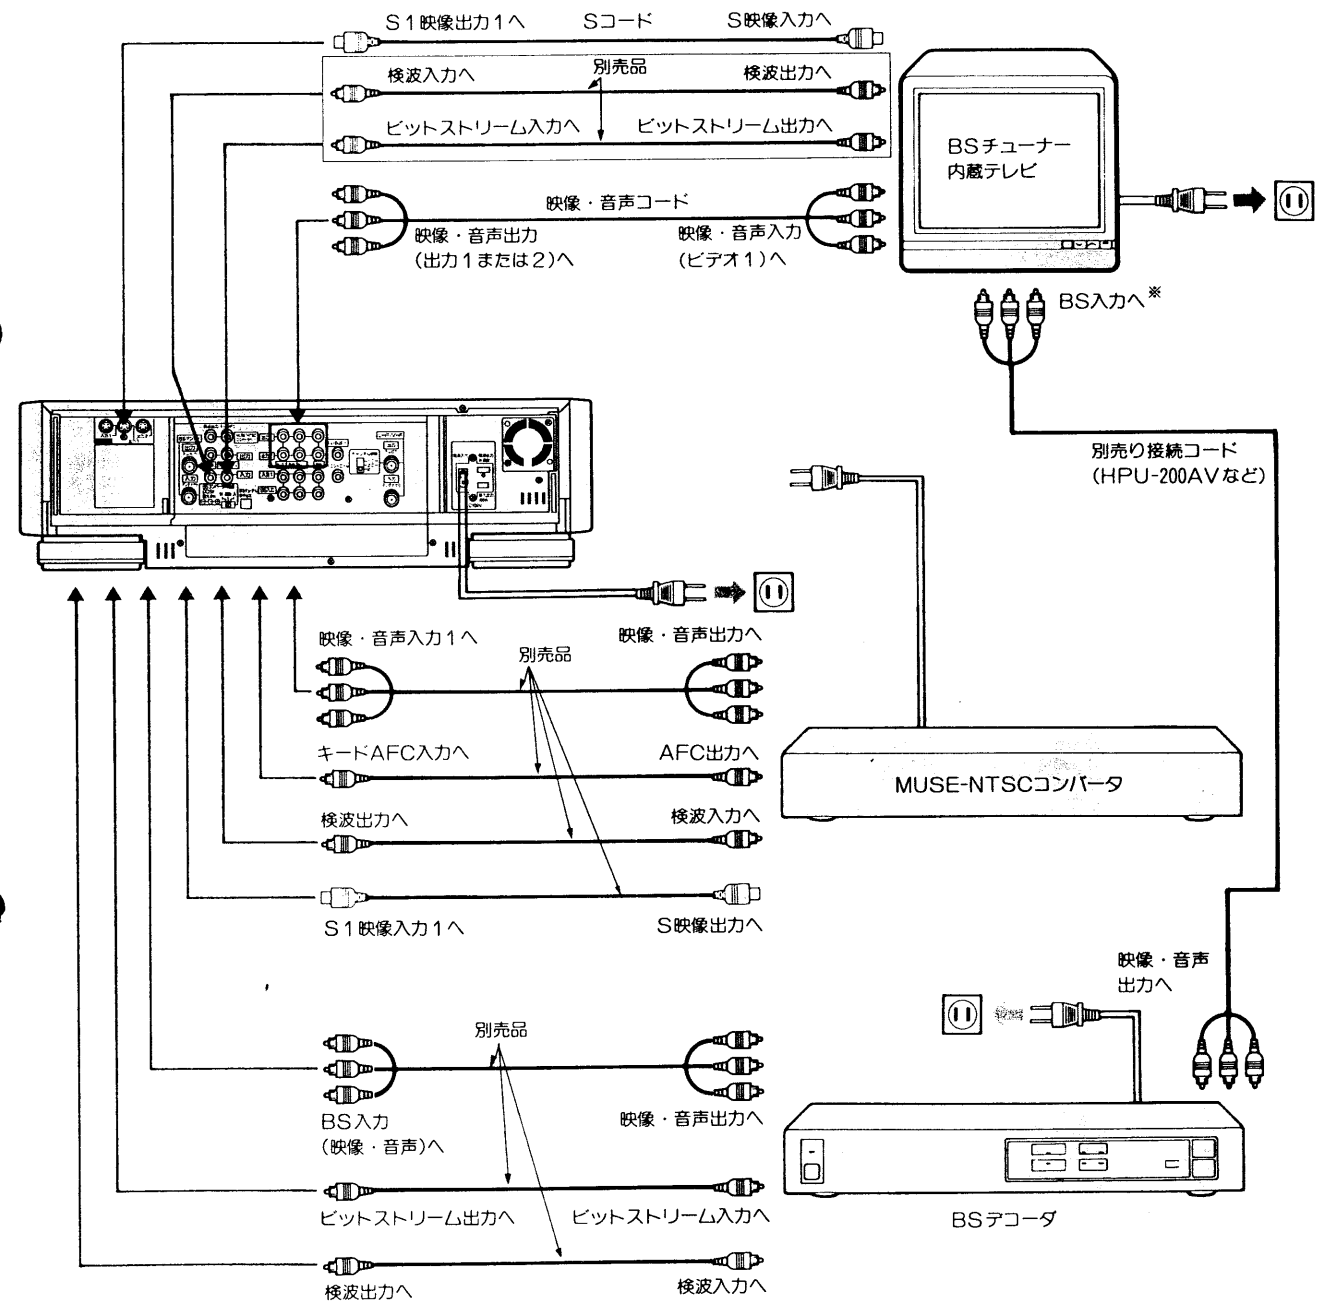 S1映像出力1へ
Sコード
S映像入力へ
検波入力へ
別売品
検波出力へ
ビットストリーム入力へ
ビットストリーム出力へ
BSチューナー
内蔵テレビ
映像・音声コード
映像・音声出力
(出力1または2)へ
映像・音声入力
(ビデオ1)へ
BS入力へ※
別売り接続コード
(HPU-200AVなど)
映像・音声入力1へ
別売品
映像・音声出力へ
キードAFC入力へ
AFC出力へ
MUSE-NTSCコンバータ
検波出力へ
検波入力へ
S1映像入力1へ
S映像出力へ
映像・音声
出力へ
別売品
BS入力
(映像・音声)へ
映像・音声出力へ
ビットストリーム出力へ
ビットストリーム入力へ
BSデコーダ
検波出力へ
検波入力へ